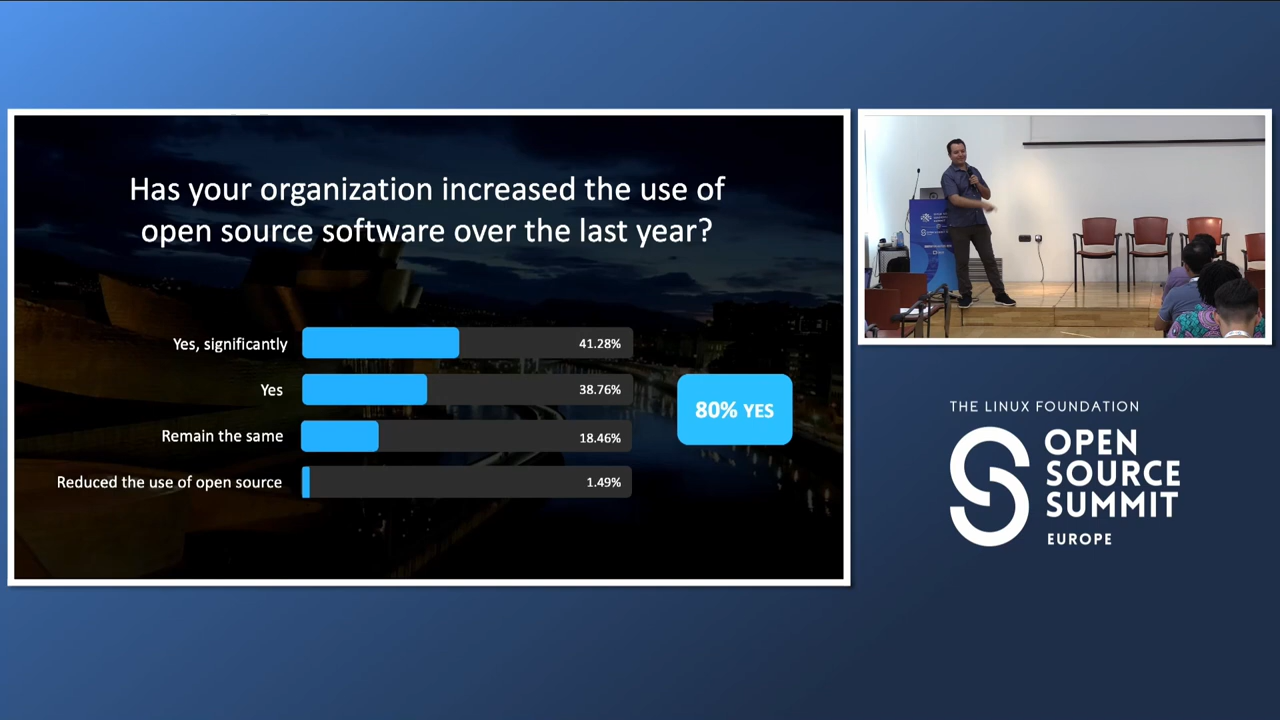 Has your organization increased the use of
open source software over the last year?
Yes, significantly
41.28%
Yes
38.76%
Remain the same
18.46%
Reduced the use of open source
1.49%
80% YES
THE LINUX FOUNDATION
OPEN
SOURCE
SUMMIT
EUROPE